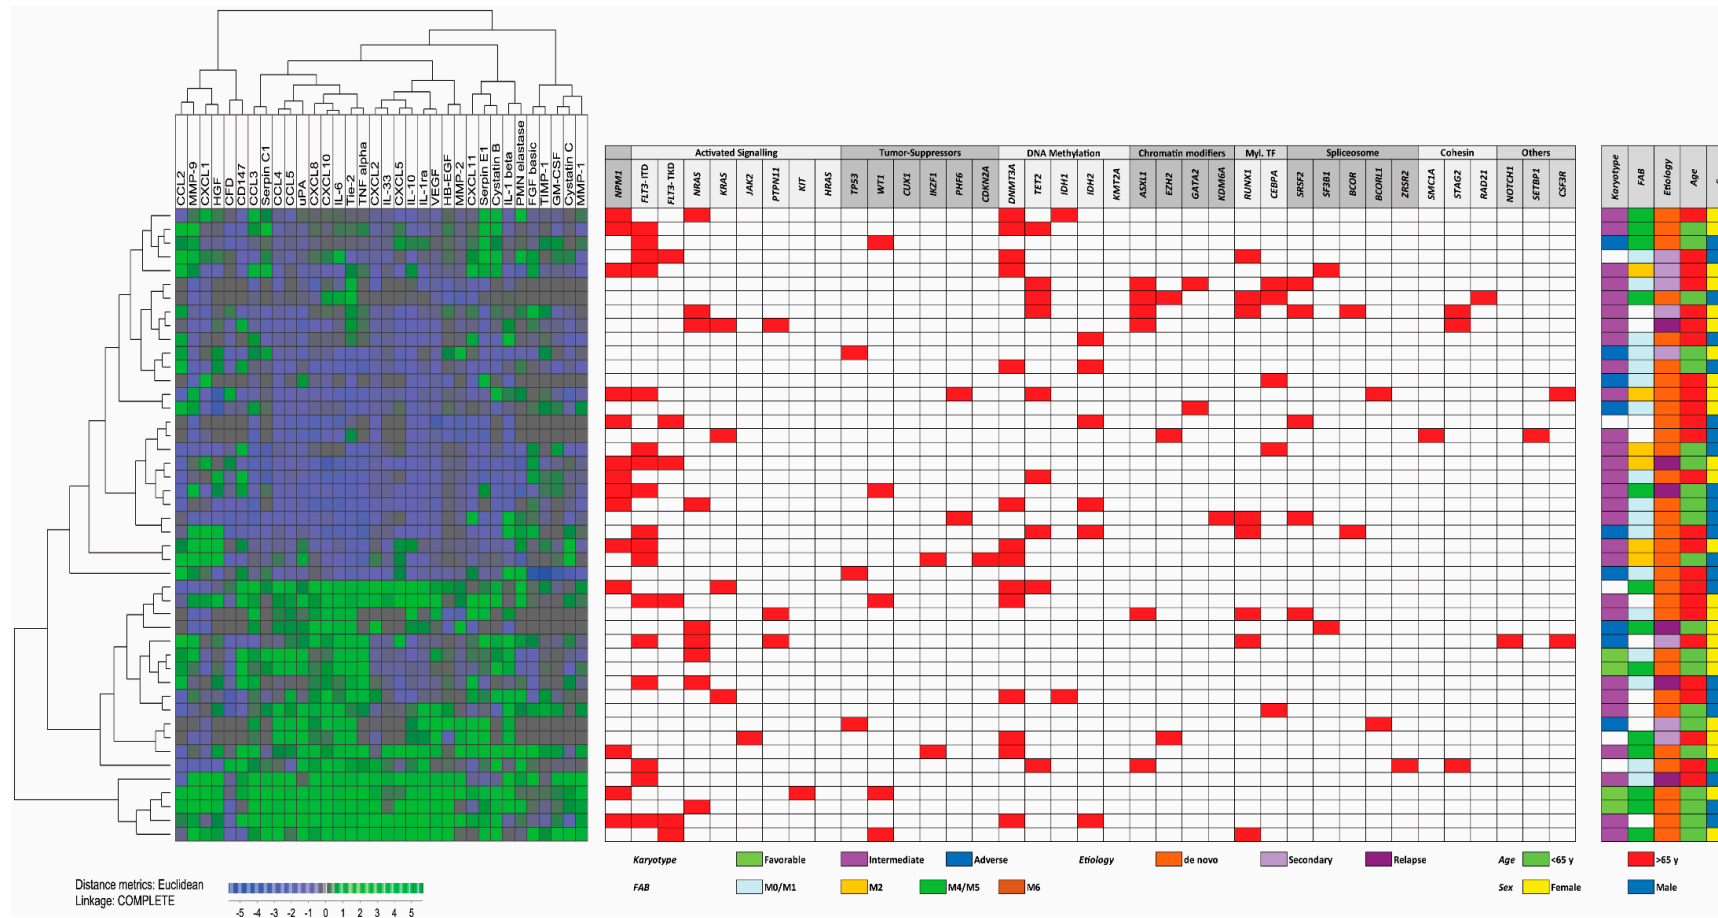 CCL2
MMP-9
CXCL1
HGF
CFD
CD147
CCL3
Serpin C1
CCL4
CCL5
uPA
CXCL8
CXCL10
IL-6
Tie-2
TNF alpha
CXCL2
IL-33
CXCL5
IL-10
IL-1ra
VEGF
HB-EGF
MMP-2
CXCL11
Serpin E1
Cystatin B
IL-1 beta
PMN elastase
FGF basic
TIMP-1
GM-CSF
Cystatin C
MMP-1
Activated Signalling
Tumor-Suppressors
DNA Methylation
Chromatin modifiers
Myl. TF
Spliceosome
Cohesin
Others
NPM1
FLT3-ITD
FLT3-TKD
NRAS
KRAS
JAK2
PTPN11
KIT
HRAS
TP53
WT1
CUX1
IKZF1
PHF6
CDKN2A
DNMT3A
TET2
IDH1
IDH2
KMT2A
ASXL1
EZH2
GATA2
KDM6A
RUNX1
CEBPA
SRSF2
SF3B1
BCOR
BCORL1
ZRSR2
SMC1A
STAG2
RAD21
NOTCH1
SETBP1
CSF3R
Karyotype
FAB
Etiology
Age
Karyotype Favorable Intermediate Adverse Etiology de novo Secondary Relapse Age <65 y >65 y
FAB M0/M1 M2 M4/M5 M6 Sex Female Male
Distance metrics: Euclidean
Linkage: COMPLETE
-5 -4 -3 -2 -1 0 1 2 3 4 5